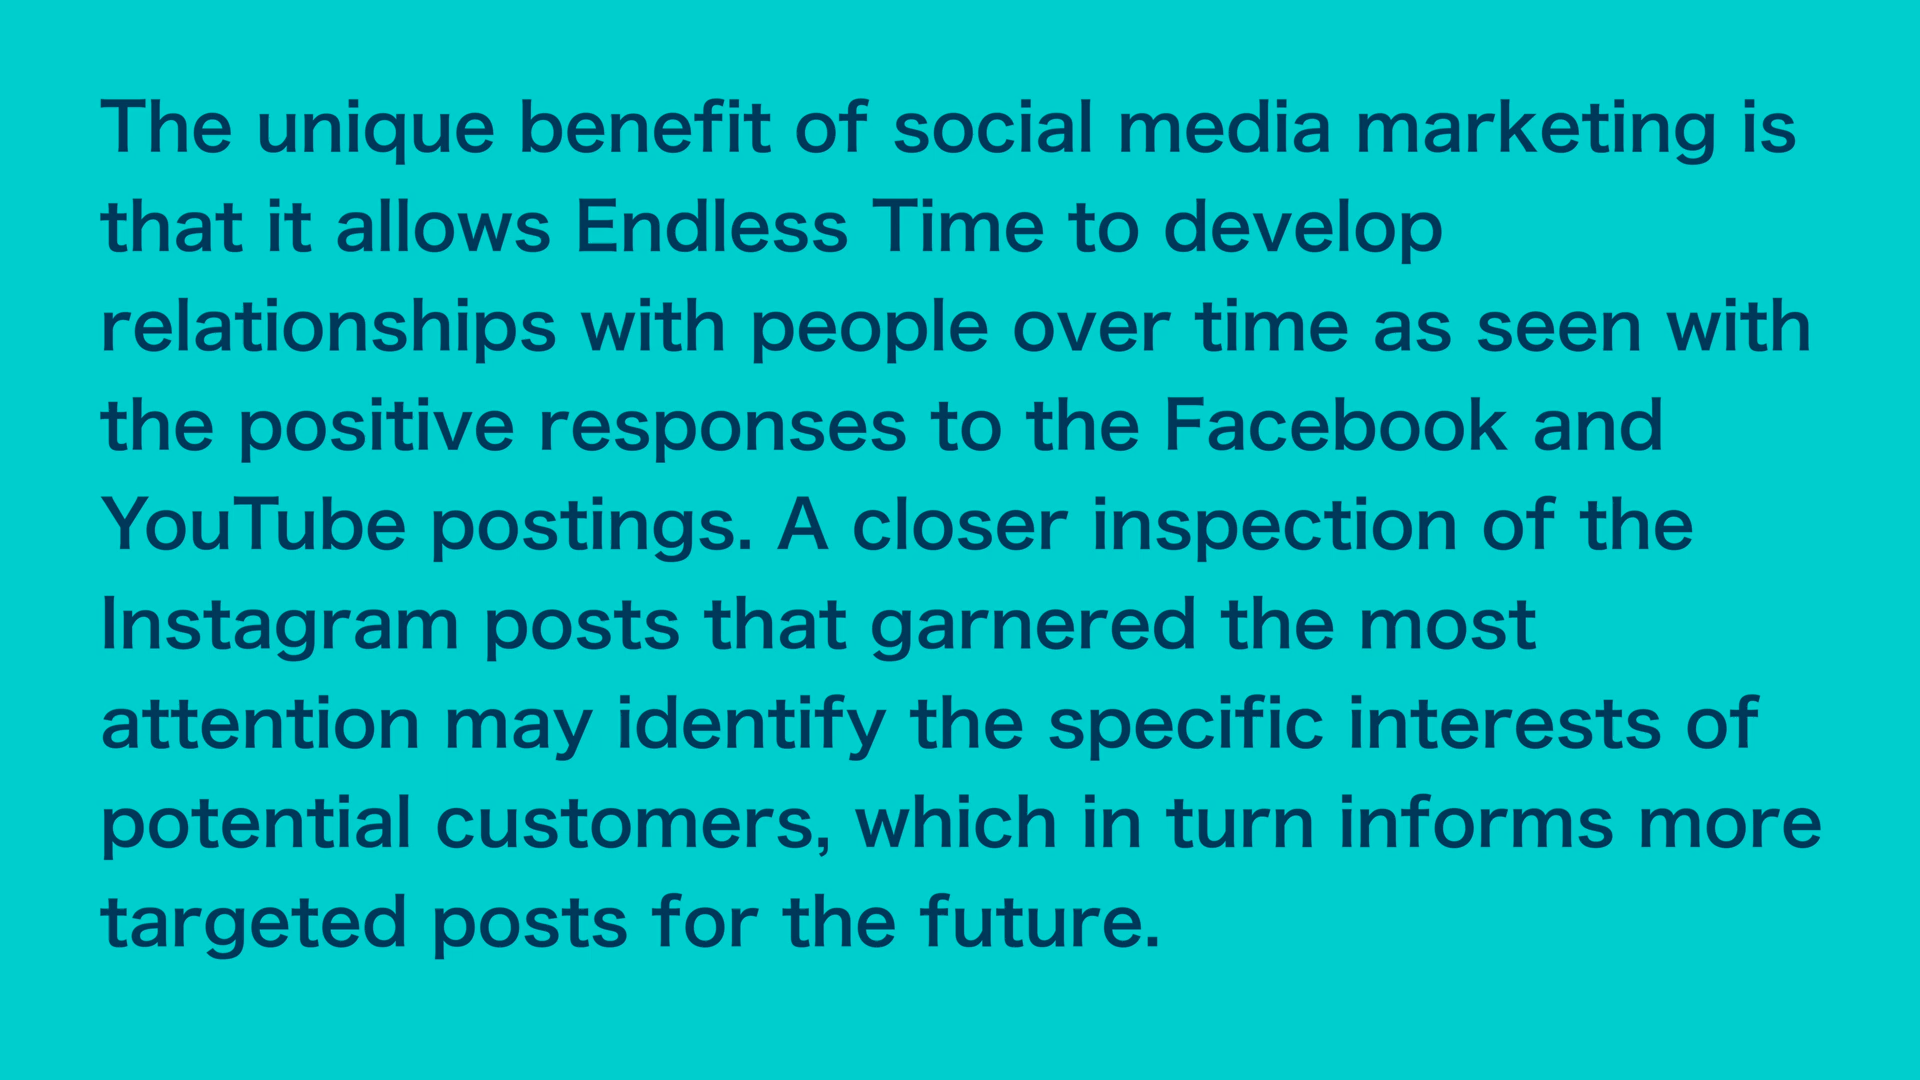 The unique benefit of social media marketing is
that it allows Endless Time to develop
relationships with people over time as seen with
the positive responses to the Facebook and
YouTube postings. A closer inspection of the
Instagram posts that garnered the most
attention may identify the specific interests of
potential customers, which in turn informs more
targeted posts for the future.